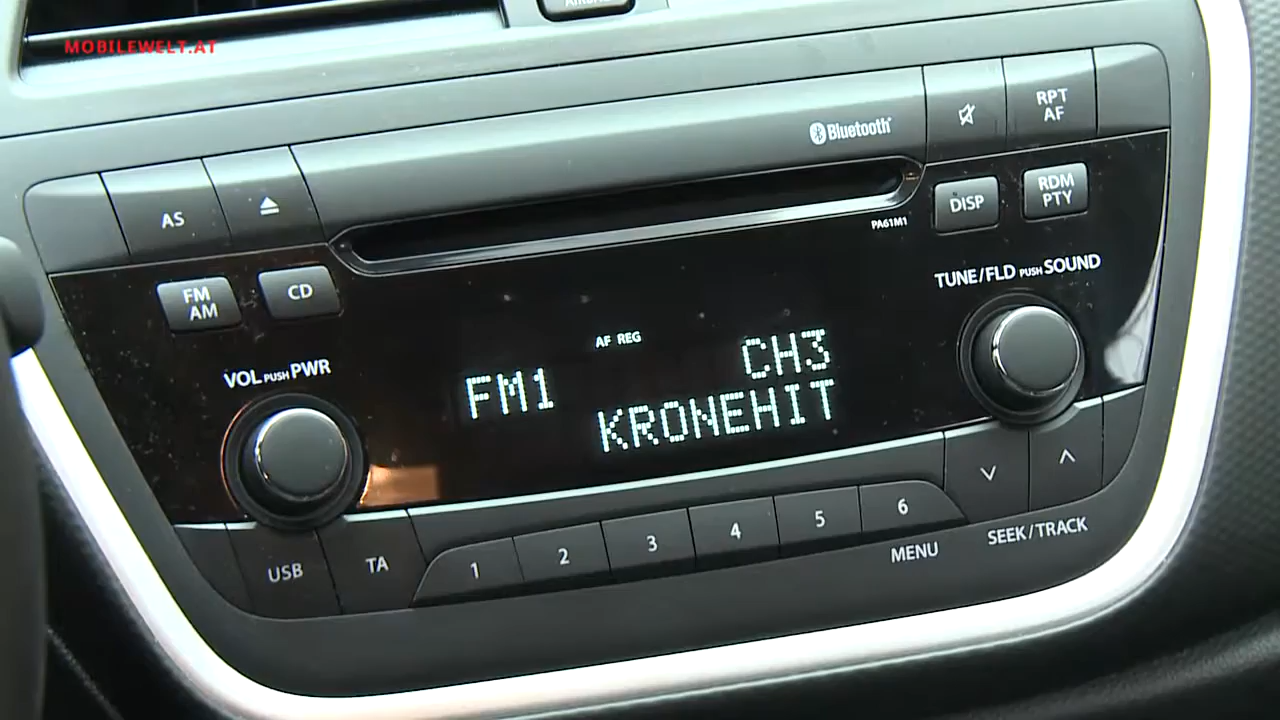 MOBILEWELT.AT
Bluetooth
RPT
AF
AS
DISP
RDM
PTY
PA61M1
FM
AM
CD
TUNE/FLD PUSH SOUND
VOL PUSH PWR
AF REG
FM1
CH3
KRONEHIT
USB
TA
1
2
3
4
5
6
MENU
SEEK/TRACK